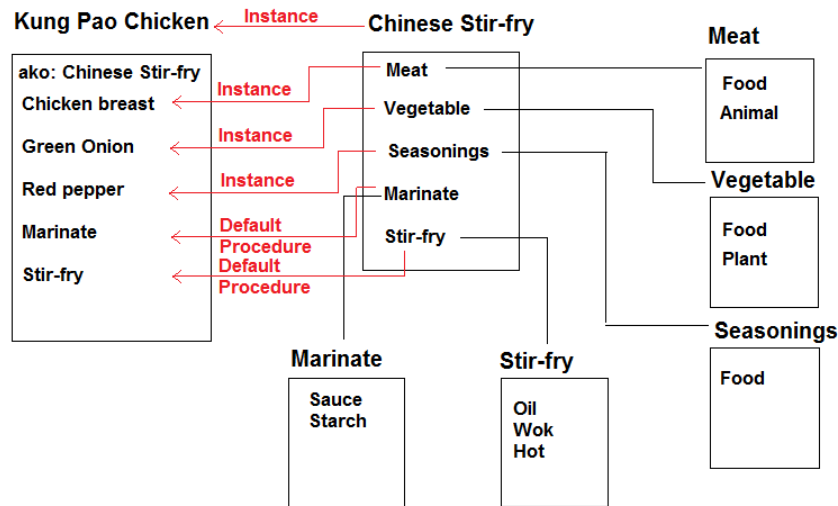 Kung Pao Chicken
Instance
Chinese Stir-fry
ako: Chinese Stir-fry
Chicken breast
Green Onion
Red pepper
Marinate
Stir-fry
Instance
Instance
Instance
Default
Procedure
Default
Procedure
Meat
Vegetable
Seasonings
Marinate
Stir-fry
Meat
Food
Animal
Vegetable
Food
Plant
Seasonings
Food
Marinate
Sauce
Starch
Stir-fry
Oil
Wok
Hot